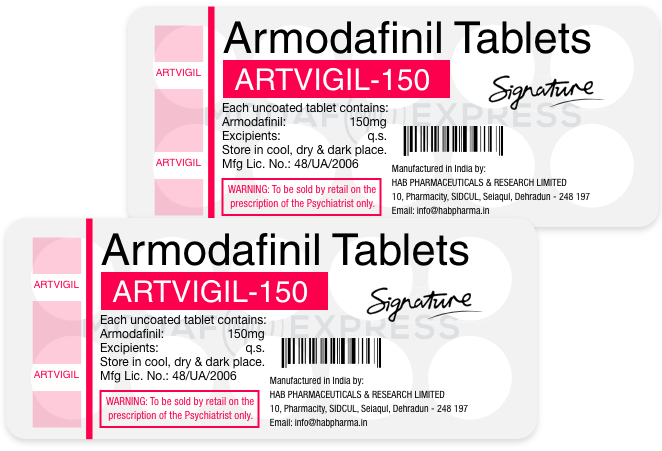 Armodafinil Tablets
ARTVIGIL
ARTVIGIL-150
Signature
Each uncoated tablet contains:
Armodafinil: 150mg
Excipients: q.s.
Store in cool, dry & dark place.
Mfg Lic. No.: 48/UA/2006
ARTVIGIL
EXPRESS
Manufactured in India by:
HAB PHARMACEUTICALS & RESEARCH LIMITED
10, Pharmacity, SIDCUL, Selaqui, Dehradun - 248 197
Email: info@habpharma.in
WARNING: To be sold by retail on the
prescription of the Psychiatrist only.
Armodafinil Tablets
ARTVIGIL
ARTVIGIL-150
Signature
Each uncoated tablet contains:
Armodafinil: 150mg
Excipients: q.s.
Store in cool, dry & dark place.
Mfg Lic. No.: 48/UA/2006
ARTVIGIL
EXPRESS
Manufactured in India by:
HAB PHARMACEUTICALS & RESEARCH LIMITED
10, Pharmacity, SIDCUL, Selaqui, Dehradun - 248 197
Email: info@habpharma.in
WARNING: To be sold by retail on the
prescription of the Psychiatrist only.